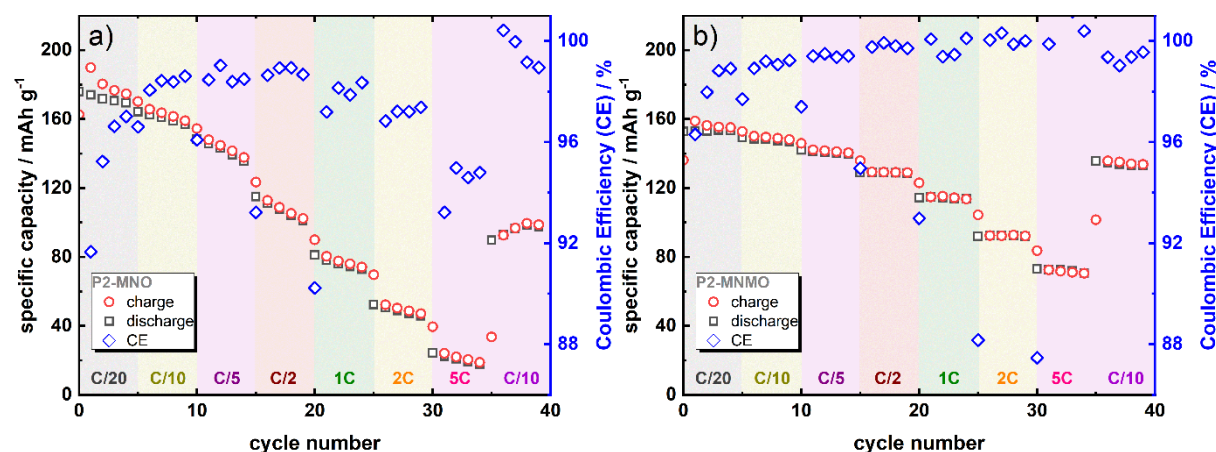 a)
specific capacity / mAh g⁻¹
220
200
160
120
80
40
0
P2-MNO
charge
discharge
CE
C/20 C/10 C/5 C/2 1C 2C 5C C/10
0 10 20 30 40
cycle number
100
96
92
88
Coulombic Efficiency (CE) / %
b)
specific capacity / mAh g⁻¹
200
160
120
80
40
0
P2-MNMO
charge
discharge
CE
C/20 C/10 C/5 C/2 1C 2C 5C C/10
0 10 20 30 40
cycle number
100
96
92
88
Coulombic Efficiency (CE) / %